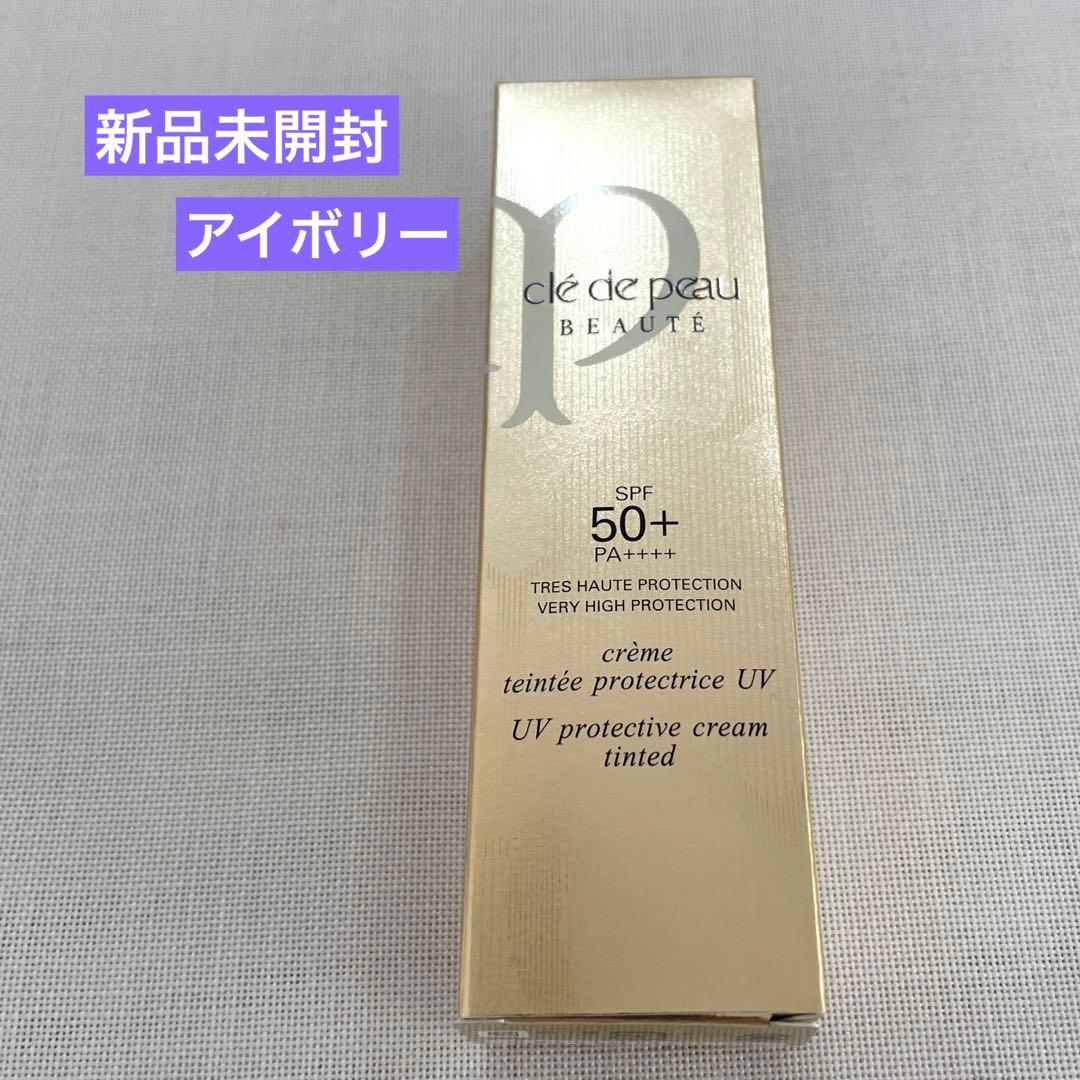 新品未開封
アイボリー
clé de peau
BEAUTÉ
SPF
50+
PA++++
TRES HAUTE PROTECTION
VERY HIGH PROTECTION
crème
teintée protectrice UV
UV protective cream
tinted